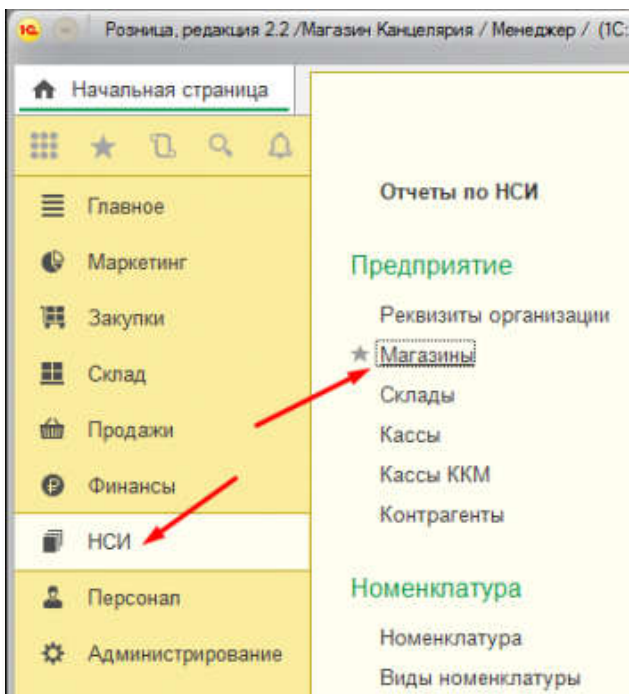 1С Розница, редакция 2.2 /Магазин Канцелярия / Менеджер / (1С:
Начальная страница
Главное
Маркетинг
Закупки
Склад
Продажи
Финансы
НСИ
Персонал
Администрирование
Отчеты по НСИ
Предприятие
Реквизиты организации
Магазины
Склады
Кассы
Кассы ККМ
Контрагенты
Номенклатура
Номенклатура
Виды номенклатуры